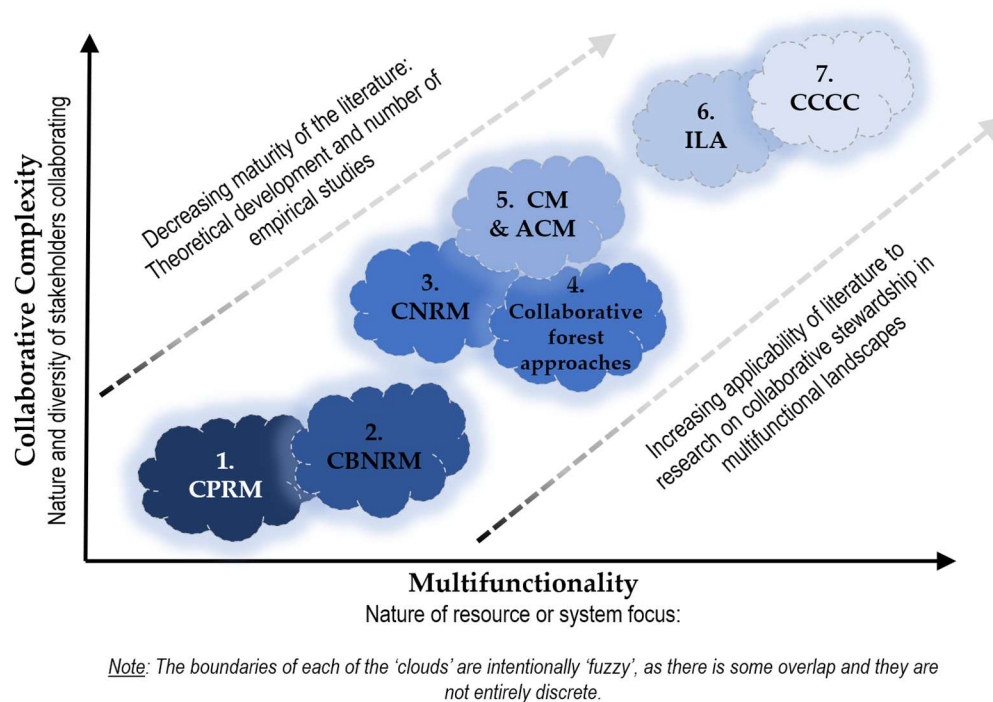 Collaborative Complexity
Nature and diversity of stakeholders collaborating
Decreasing maturity of the literature:
Theoretical development and number of
empirical studies
7.
CCCC
6.
ILA
5. CM
& ACM
3.
CNRM
4.
Collaborative
forest
approaches
2.
CBNRM
1.
CPRM
Increasing applicability of literature to
research on collaborative stewardship in
multifunctional landscapes
Multifunctionality
Nature of resource or system focus:
Note: The boundaries of each of the ‘clouds’ are intentionally ‘fuzzy’, as there is some overlap and they are
not entirely discrete.